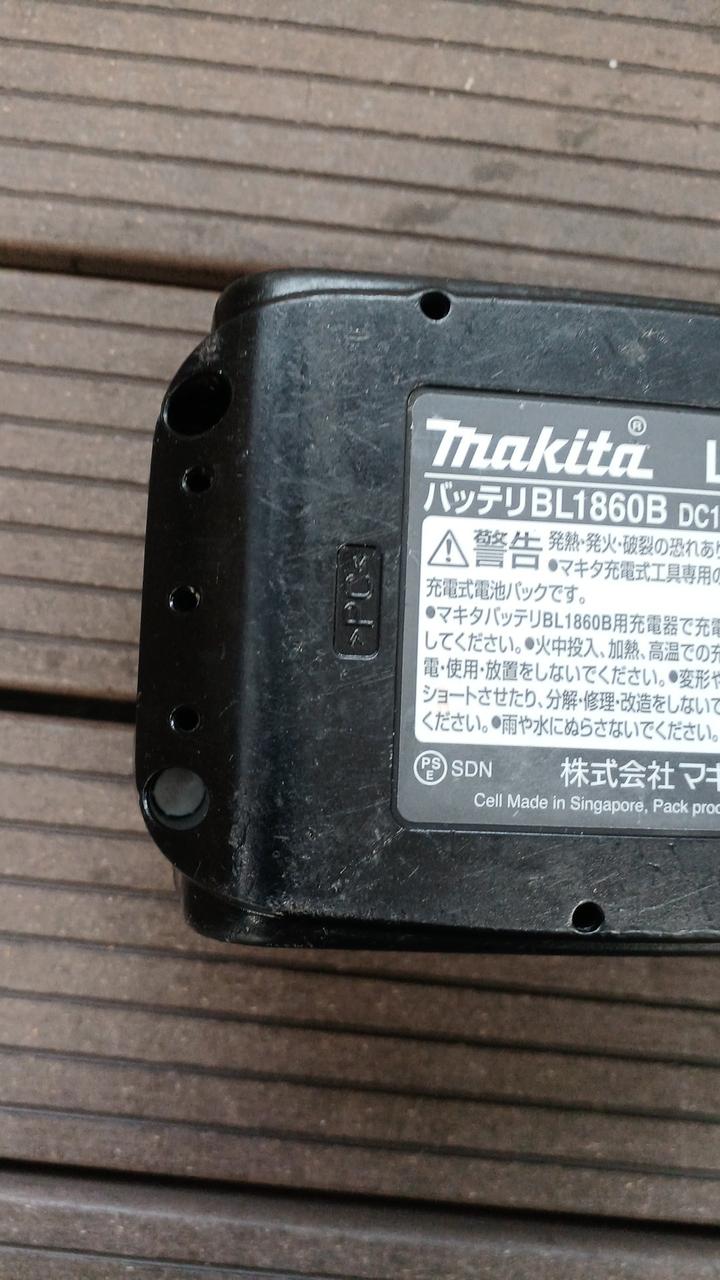 makita® L
バッテリBL1860B DC1
警告 発熱・発火・破裂の恐れあり
●マキタ充電式工具専用の
充電式電池パックです。
●マキタバッテリBL1860B用充電器で充電
してください。●火中投入、加熱、高温での充
電・使用・放置をしないでください。●変形や
ショートさせたり、分解・修理・改造をしないで
ください。●雨や水にぬらさないでください。
PSE SDN 株式会社マキ
Cell Made in Singapore, Pack prod
>PC<